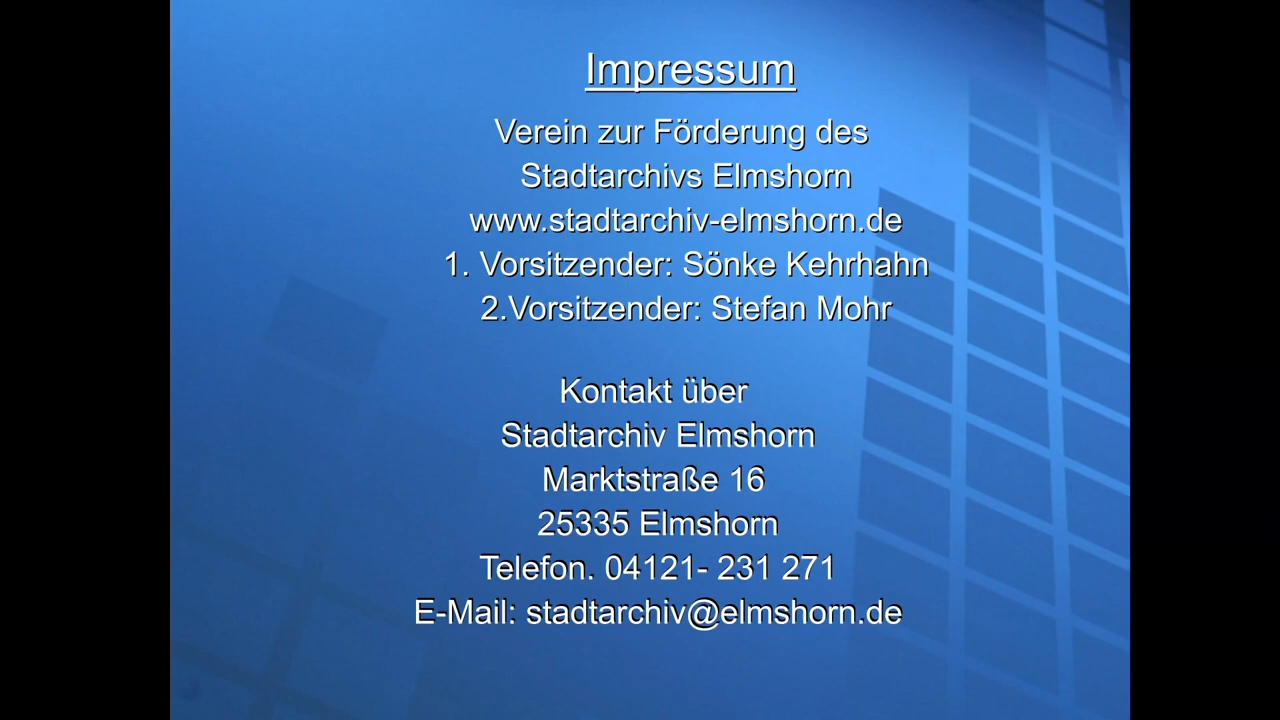 Impressum
Verein zur Förderung des
Stadtarchivs Elmshorn
www.stadtarchiv-elmshorn.de
1. Vorsitzender: Sönke Kehrhahn
2.Vorsitzender: Stefan Mohr
Kontakt über
Stadtarchiv Elmshorn
Marktstraße 16
25335 Elmshorn
Telefon. 04121- 231 271
E-Mail: stadtarchiv@elmshorn.de